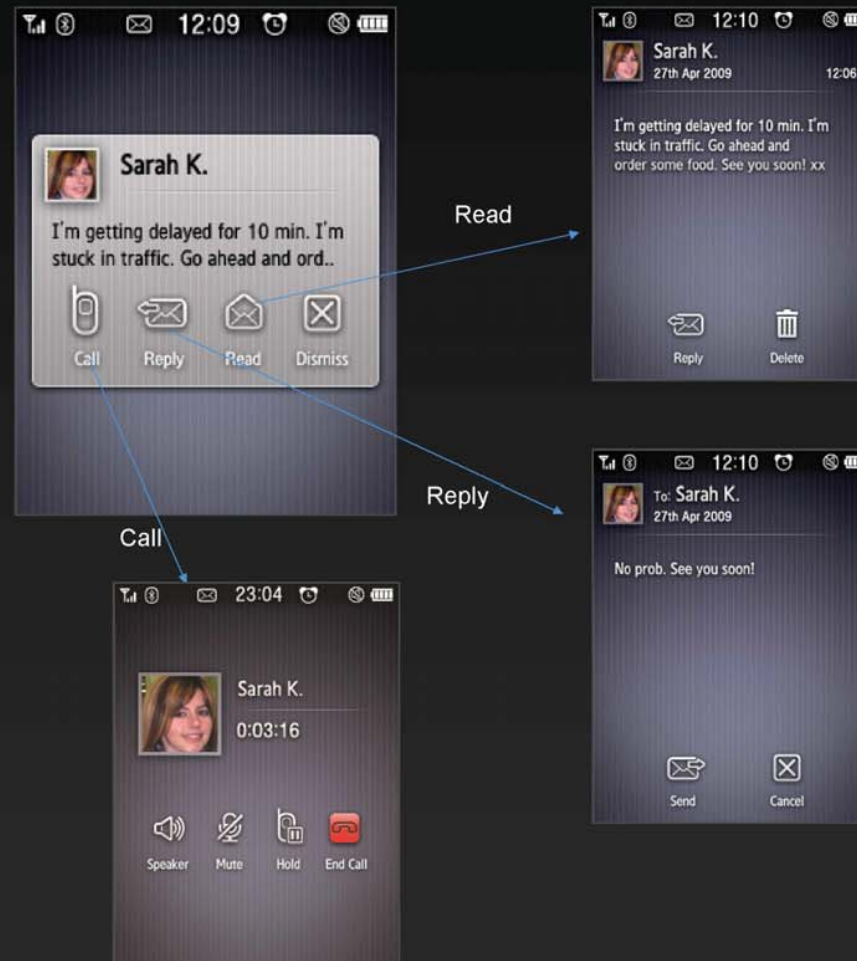 12:09
Sarah K.
I'm getting delayed for 10 min. I'm
stuck in traffic. Go ahead and ord..
Call Reply Read Dismiss
Read
12:10
Sarah K.
27th Apr 2009 12:06
I'm getting delayed for 10 min. I'm
stuck in traffic. Go ahead and
order some food. See you soon! xx
Reply Delete
Reply
12:10
To: Sarah K.
27th Apr 2009
No prob. See you soon!
Send Cancel
Call
23:04
Sarah K.
0:03:16
Speaker Mute Hold End Call